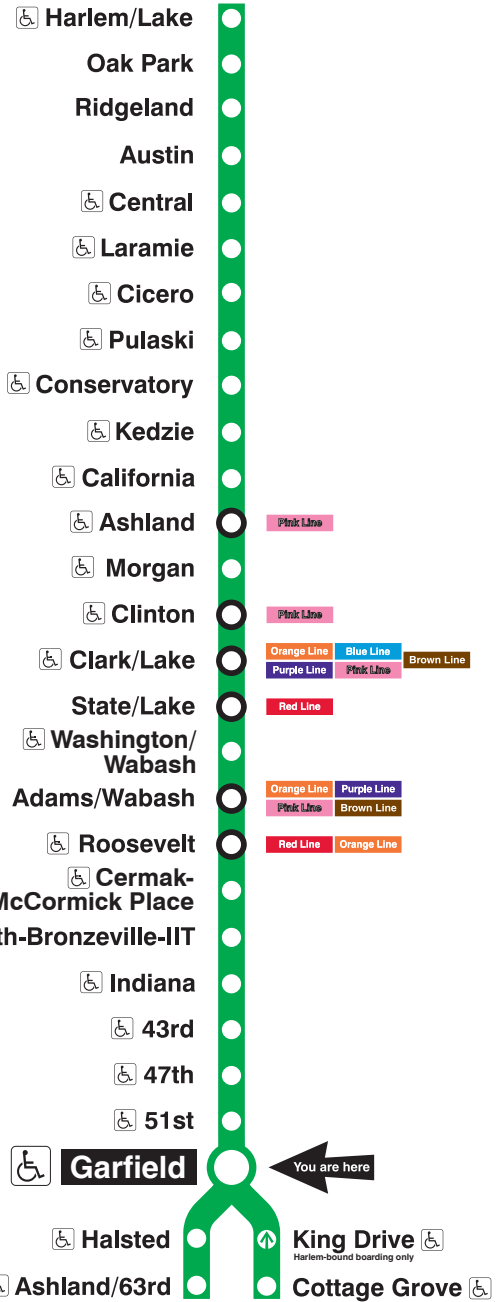 Harlem/Lake
Oak Park
Ridgeland
Austin
Central
Laramie
Cicero
Pulaski
Conservatory
Kedzie
California
Ashland
Pink Line
Morgan
Clinton
Pink Line
Clark/Lake
Orange Line Blue Line
Brown Line
Purple Line Pink Line
State/Lake
Red Line
Washington/
Wabash
Adams/Wabash
Orange Line Purple Line
Pink Line Brown Line
Roosevelt
Red Line Orange Line
Cermak-
McCormick Place
th-Bronzeville-IIT
Indiana
43rd
47th
51st
Garfield
You are here
Halsted
King Drive
Harlem-bound boarding only
Ashland/63rd
Cottage Grove